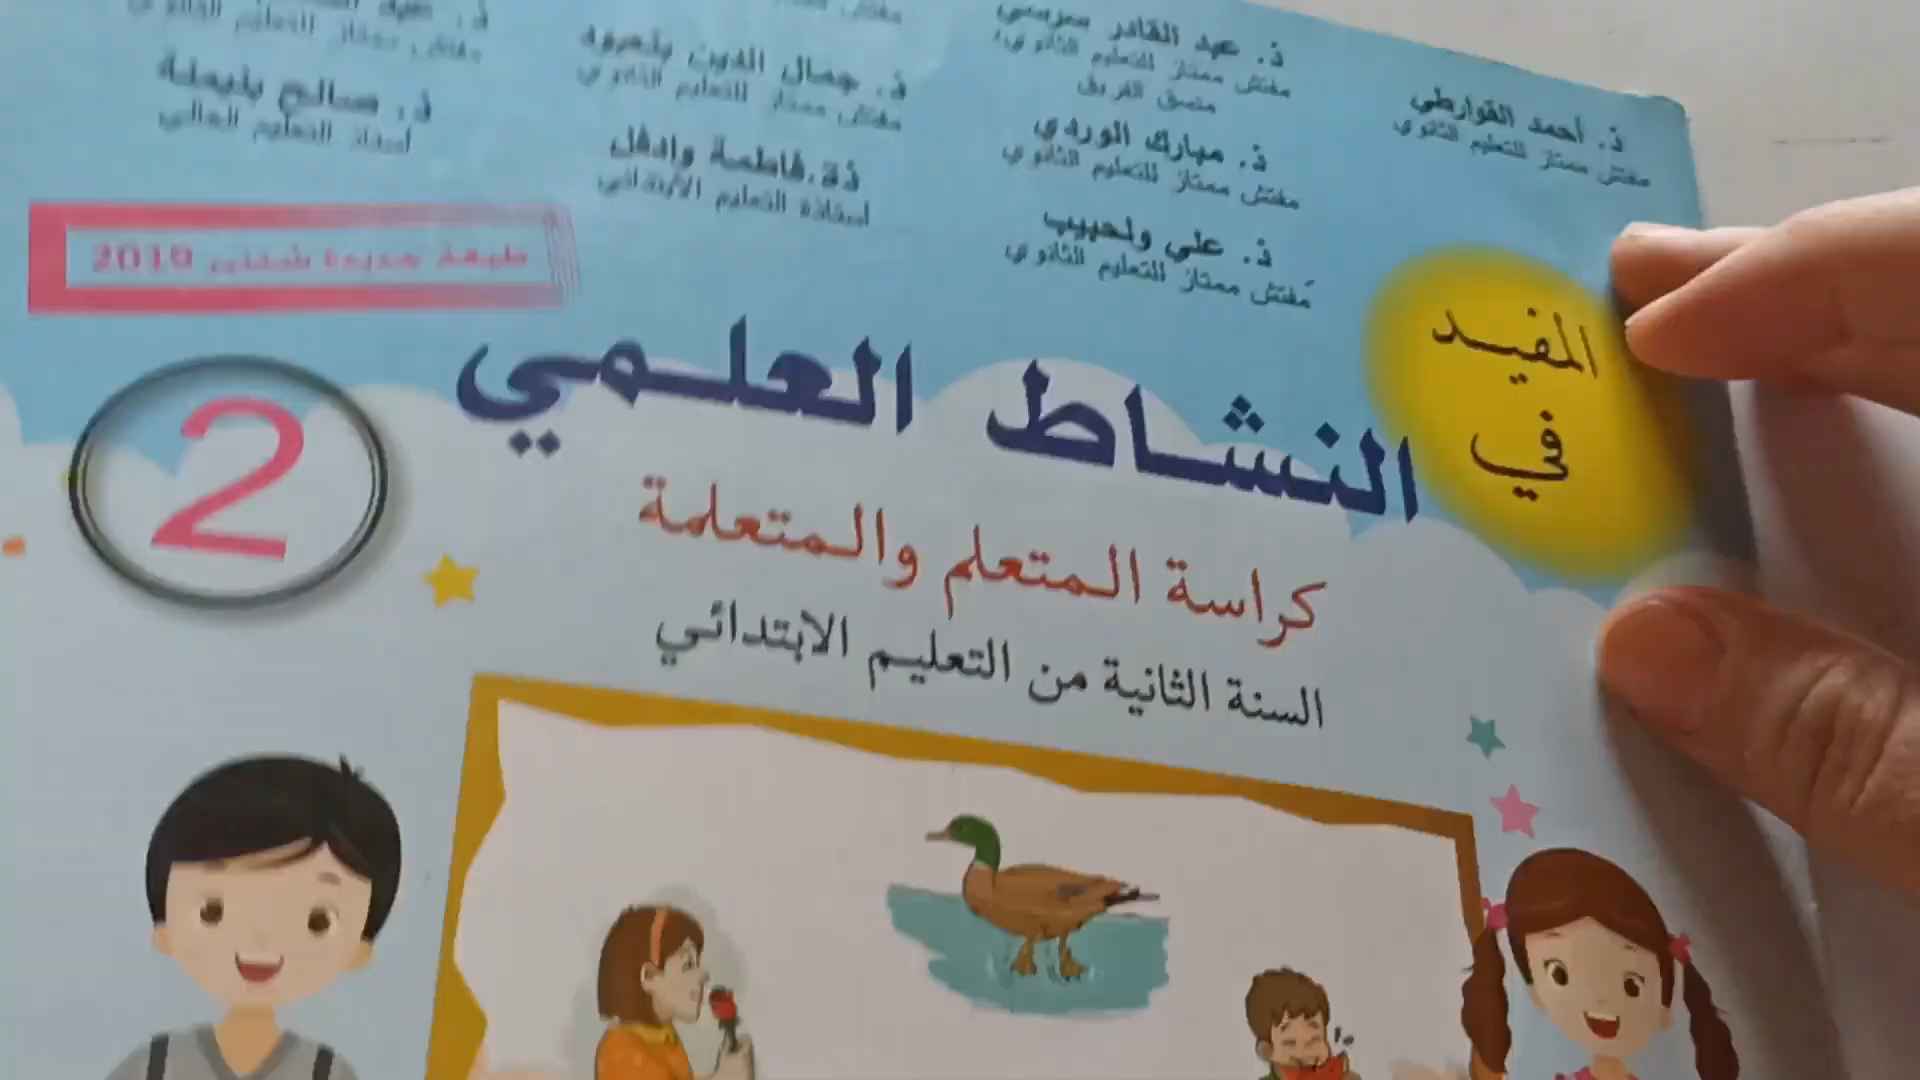 ذ. أحمد القوارطي
مفتش ممتاز للتعليم الثانوي
ذ. عبد القادر
مفتش ممتاز للتعليم الثانوي
منسق الفريق
ذ. مبارك الوردي
مفتش ممتاز للتعليم الثانوي
ذ. علي ولحبيب
مفتش ممتاز للتعليم الثانوي
ذ. جمال الدين
مفتش ممتاز للتعليم الثانوي
ذة. فاطمة وادفل
أستاذة التعليم الابتدائي
ذ. صالح بليملة
أستاذ التعليم العالي
طبعة جديدة شتنبر 2019
المفيد
في
النشاط العلمي
2
كراسة المتعلم والمتعلمة
السنة الثانية من التعليم الابتدائي